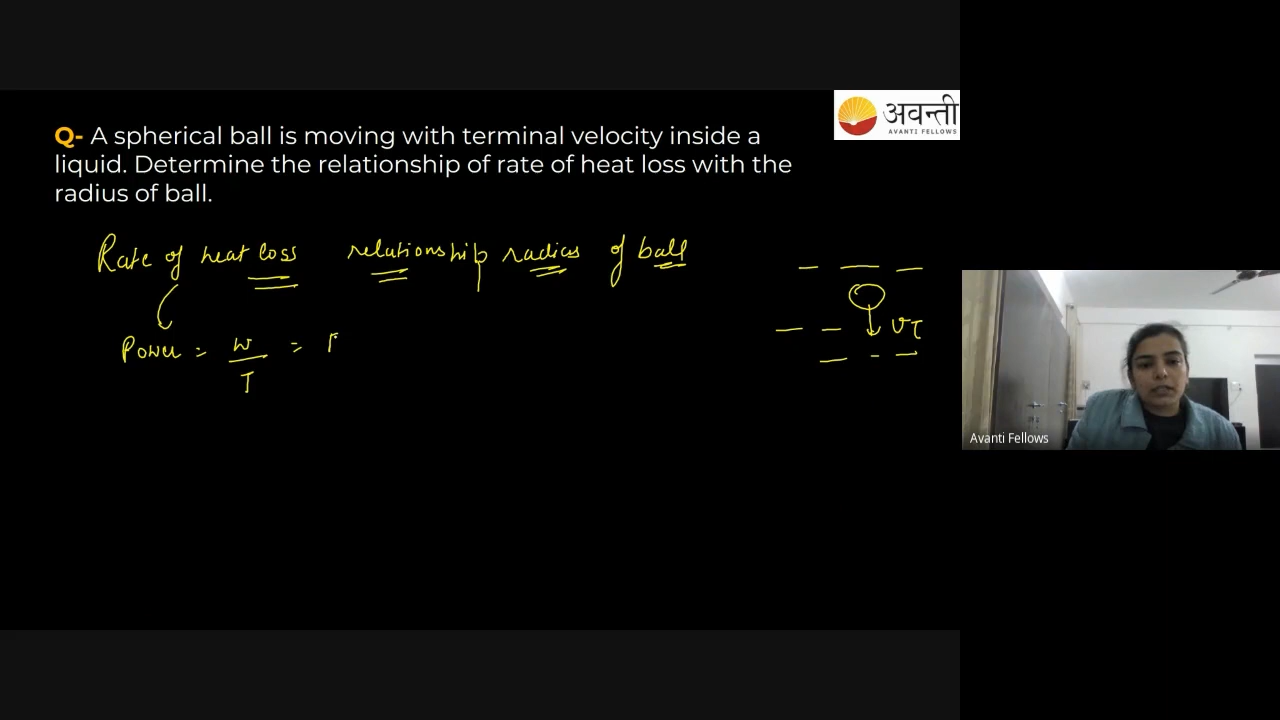 अवन्ती
AVANTI FELLOWS
Q- A spherical ball is moving with terminal velocity inside a
liquid. Determine the relationship of rate of heat loss with the
radius of ball.
Rate of heat loss relationship radius of ball
Power = W/T = F
v_T
Avanti Fellows